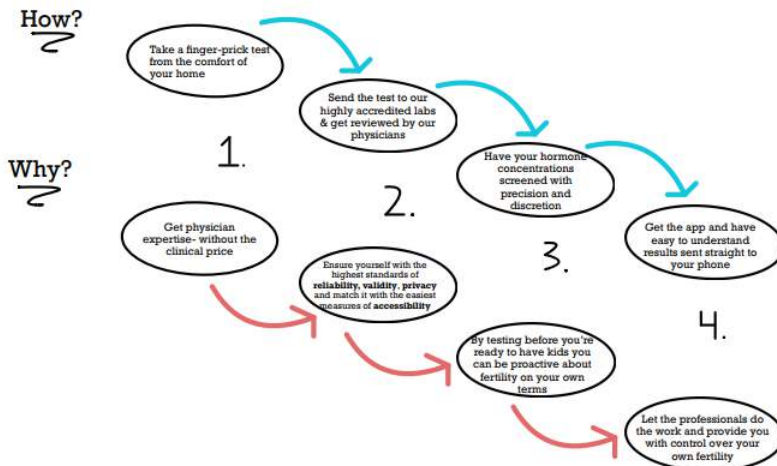 How?
Take a finger-prick test
from the comfort of
your home
Send the test to our
highly accredited labs
& get reviewed by our
physicians
Have your hormone
concentrations
screened with
precision and
discretion
Get the app and have
easy to understand
results sent straight to
your phone
1.
2.
3.
4.
Why?
Get physician
expertise- without the
clinical price
Ensure yourself with the
highest standards of
reliability, validity, privacy
and match it with the easiest
measures of accessibility
By testing before you're
ready to have kids you
can be proactive about
fertility on your own
terms
Let the professionals do
the work and provide you
with control over your
own fertility